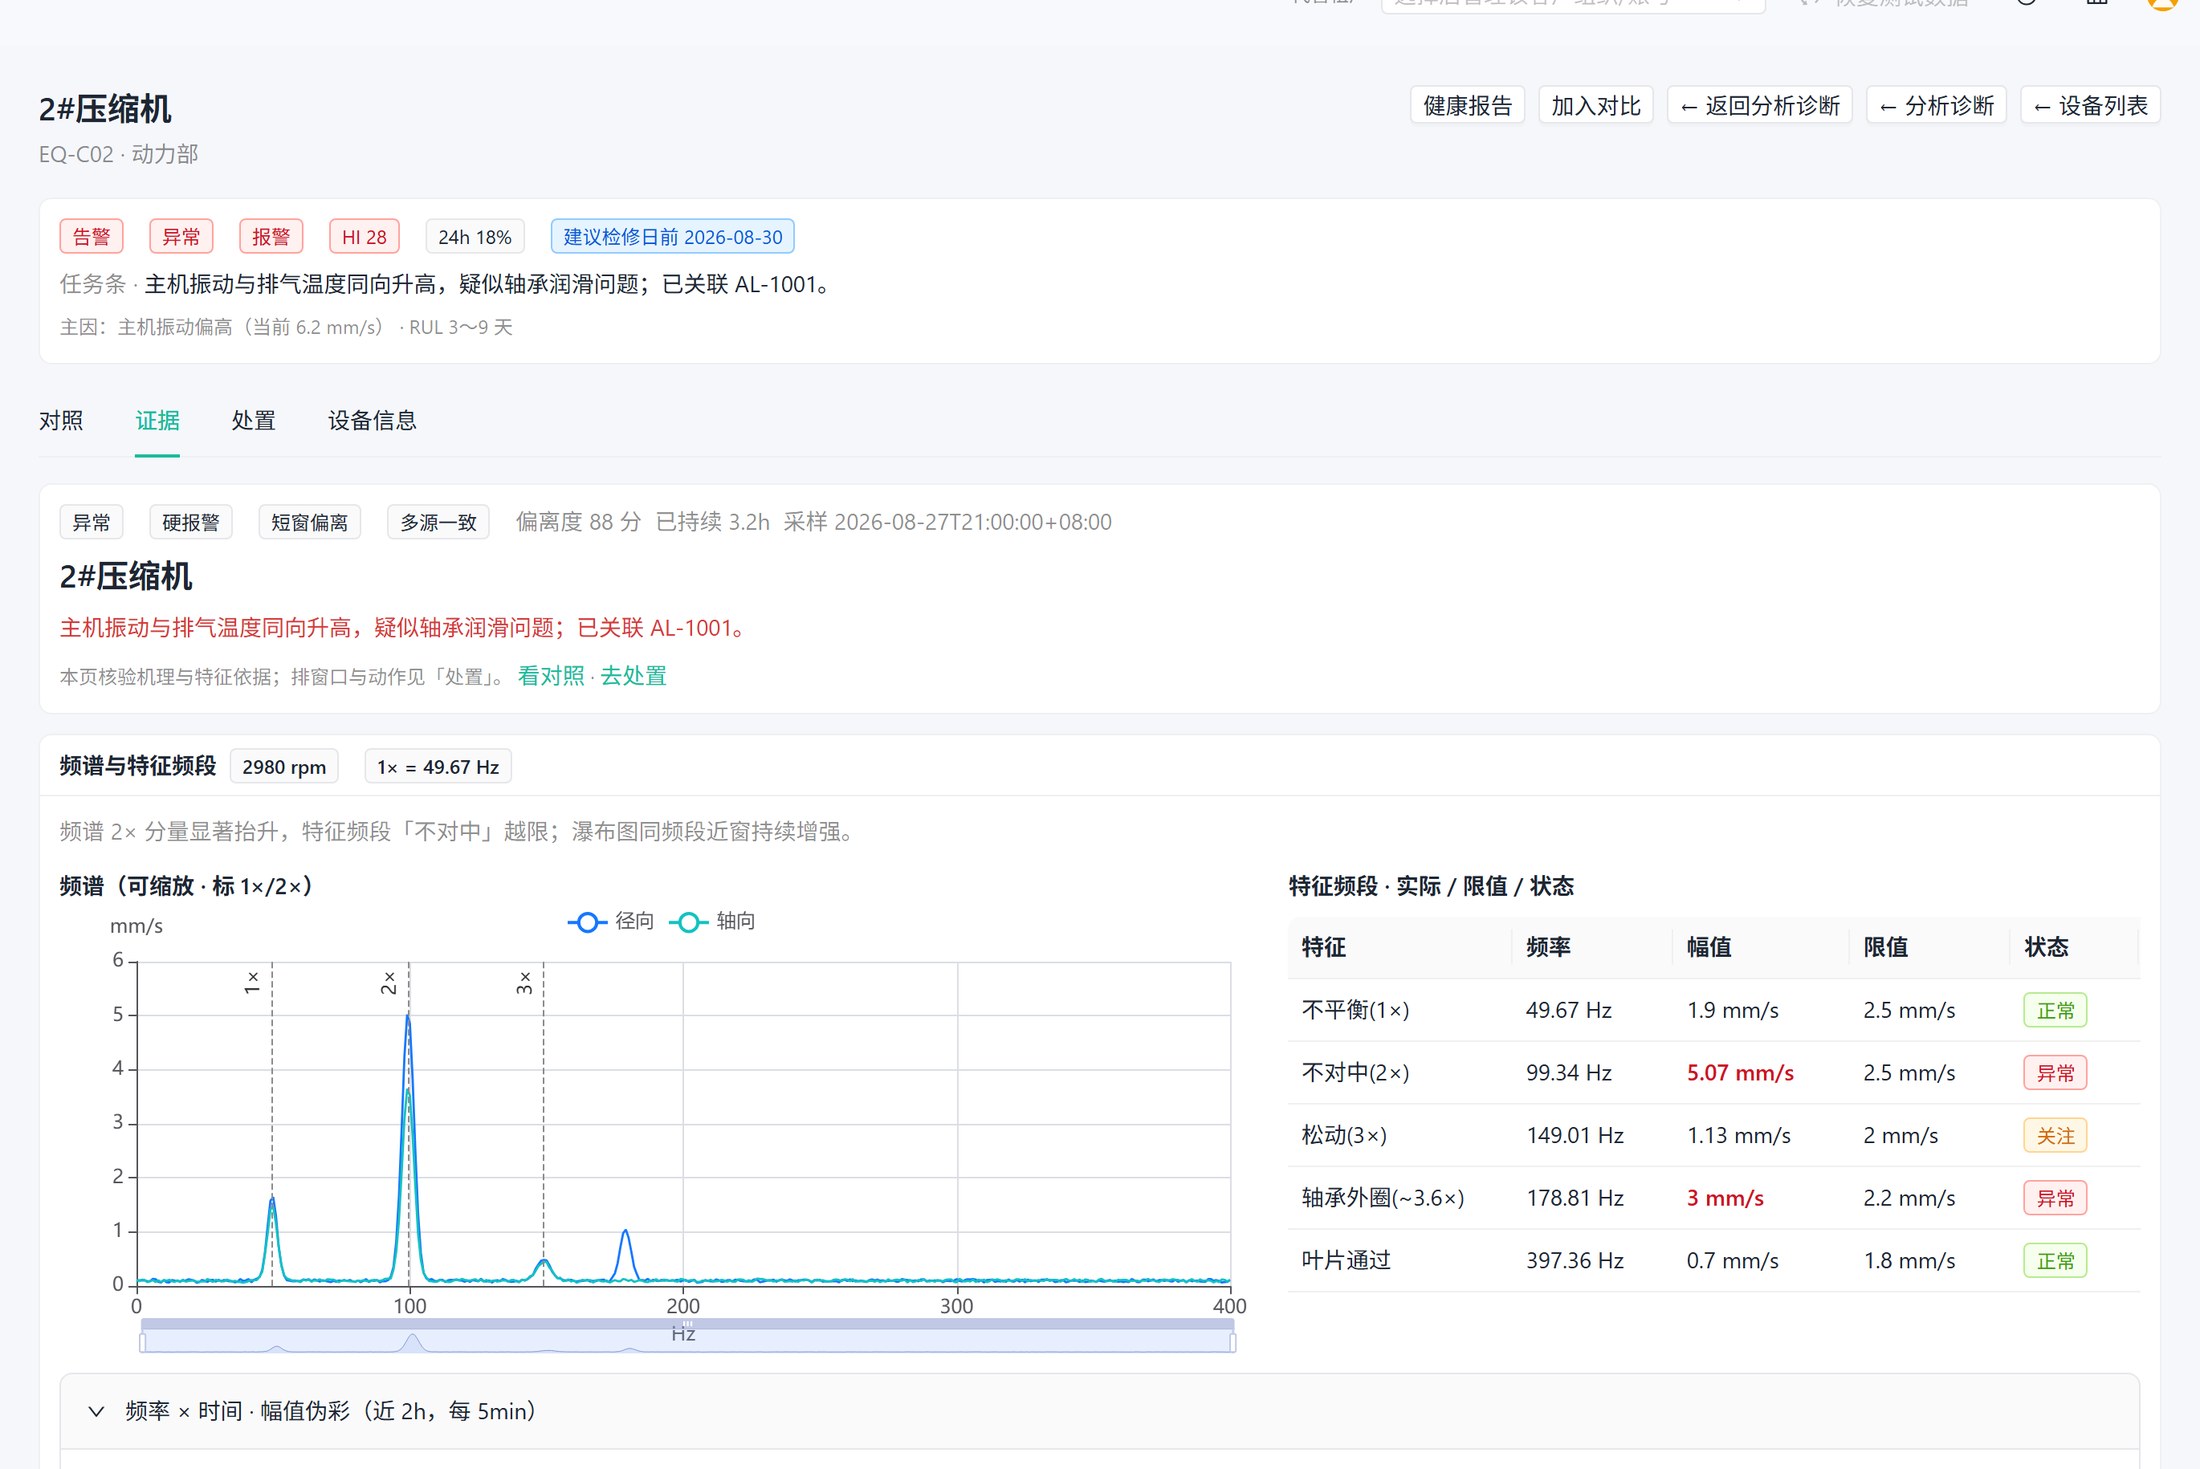 2#压缩机
健康报告 加入对比 ← 返回分析诊断 ← 分析诊断 ← 设备列表
EQ-C02 · 动力部
告警 异常 报警 HI 28 24h 18% 建议检修日前 2026-08-30
任务条 · 主机振动与排气温度同向升高，疑似轴承润滑问题；已关联 AL-1001。
主因：主机振动偏高（当前 6.2 mm/s） · RUL 3～9 天
对照 证据 处置 设备信息
异常 硬报警 短窗偏离 多源一致 偏离度 88 分 已持续 3.2h 采样 2026-08-27T21:00:00+08:00
2#压缩机
主机振动与排气温度同向升高，疑似轴承润滑问题；已关联 AL-1001。
本页核验机理与特征依据；排窗口与动作见「处置」。 看对照 · 去处置
频谱与特征频段 2980 rpm 1× = 49.67 Hz
频谱 2× 分量显著抬升，特征频段「不对中」越限；瀑布图同频段近窗持续增强。
频谱（可缩放 · 标 1×/2×）
mm/s
径向 轴向
6
5
4
3
2
1
0
1×
2×
3×
0 100 200 300 400
Hz
特征频段 · 实际 / 限值 / 状态
特征 频率 幅值 限值 状态
不平衡(1×) 49.67 Hz 1.9 mm/s 2.5 mm/s 正常
不对中(2×) 99.34 Hz 5.07 mm/s 2.5 mm/s 异常
松动(3×) 149.01 Hz 1.13 mm/s 2 mm/s 关注
轴承外圈(~3.6×) 178.81 Hz 3 mm/s 2.2 mm/s 异常
叶片通过 397.36 Hz 0.7 mm/s 1.8 mm/s 正常
频率 × 时间 · 幅值伪彩（近 2h，每 5min）